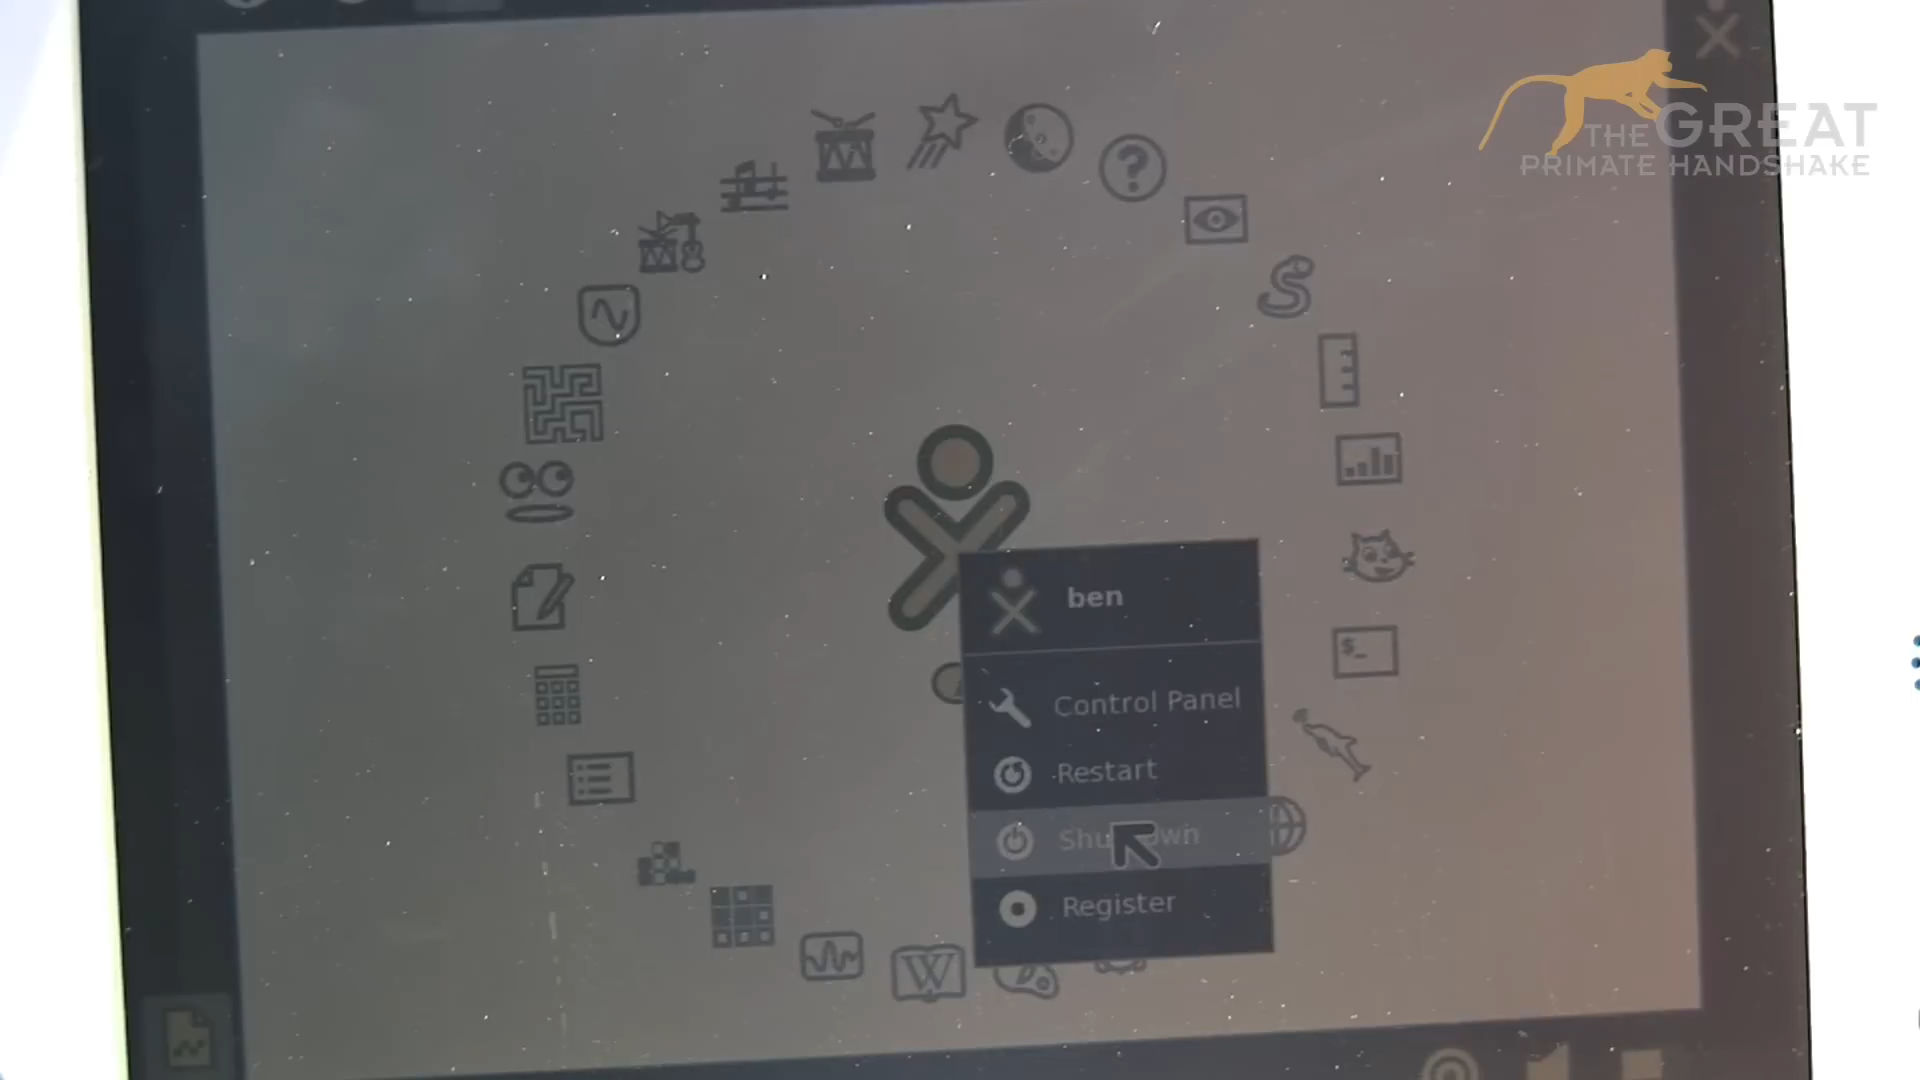 THE GREAT
PRIMATE HANDSHAKE
ben
Control Panel
Restart
Register
$_
W